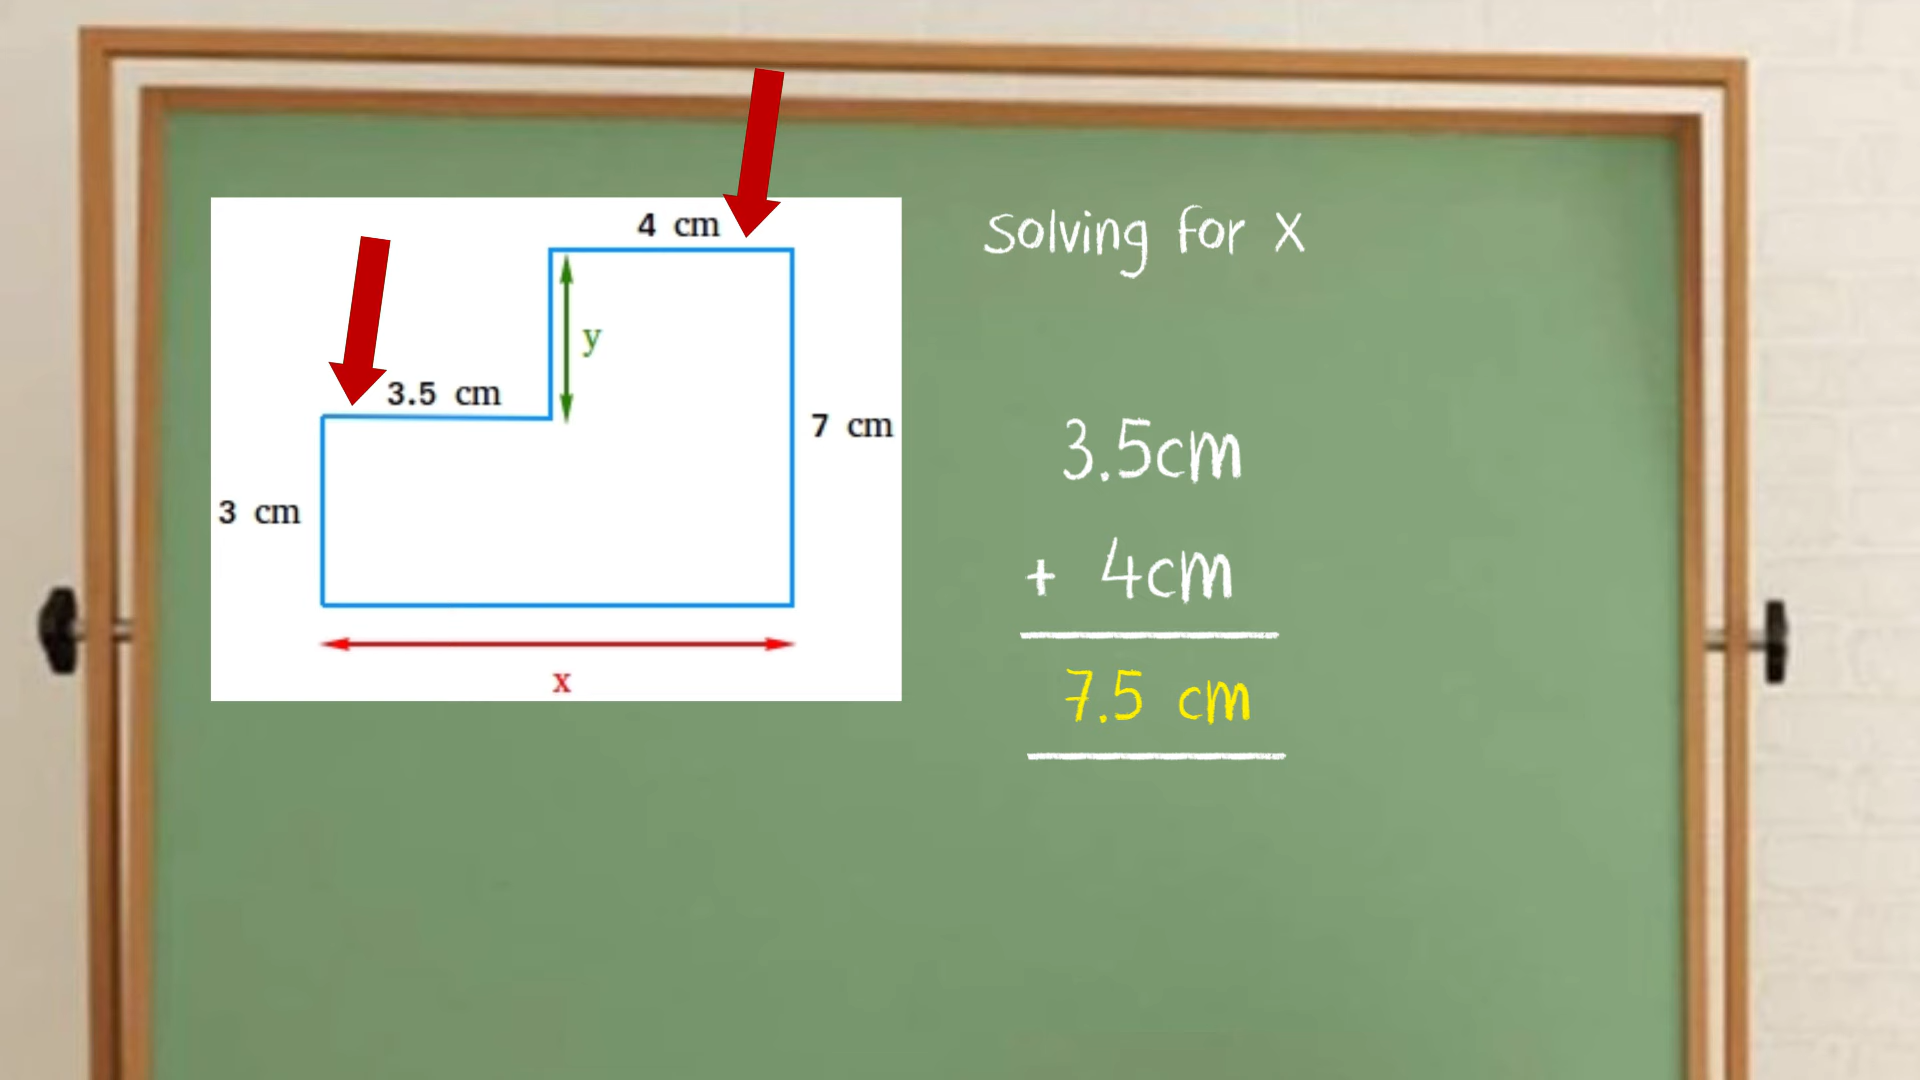 4 cm
y
3.5 cm
7 cm
3 cm
x
Solving for X
3.5cm
+ 4cm
7.5 cm